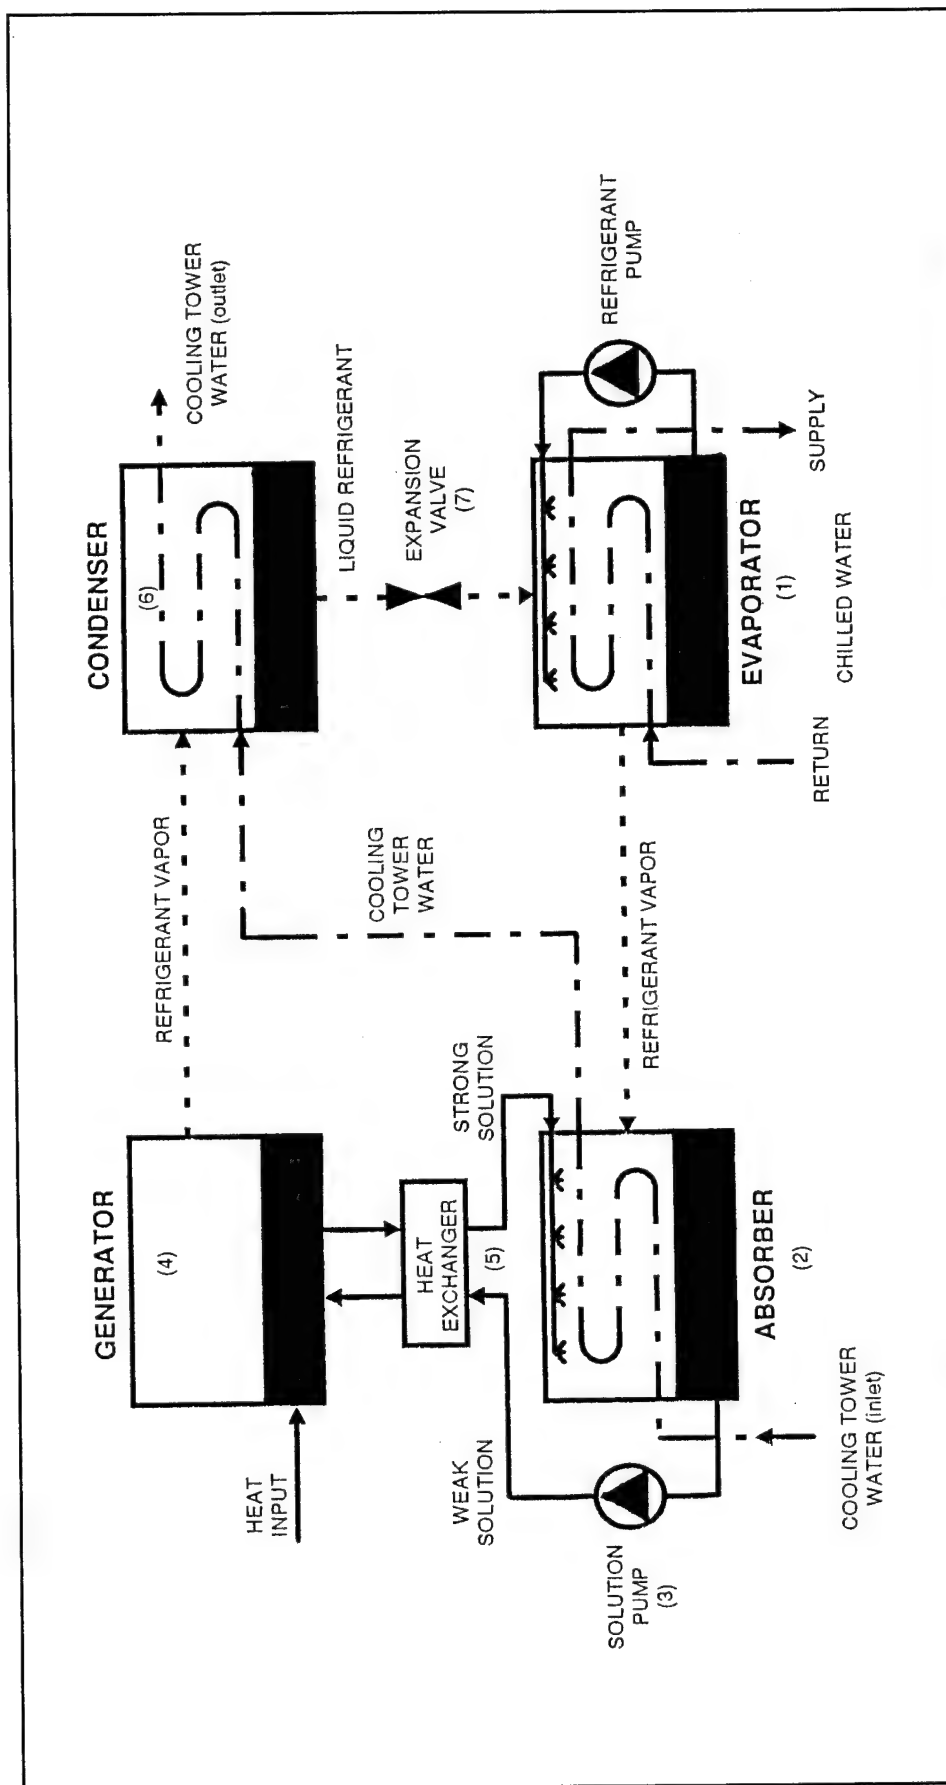 GENERATOR
(4)
HEAT
INPUT
REFRIGERANT VAPOR
CONDENSER
(6)
COOLING TOWER
WATER (outlet)
LIQUID REFRIGERANT
EXPANSION
VALVE
(7)
HEAT
EXCHANGER
(5)
WEAK
SOLUTION
STRONG
SOLUTION
COOLING
TOWER
WATER
SOLUTION
PUMP
(3)
ABSORBER
(2)
COOLING TOWER
WATER (inlet)
REFRIGERANT VAPOR
REFRIGERANT
PUMP
EVAPORATOR
(1)
RETURN
CHILLED WATER
SUPPLY